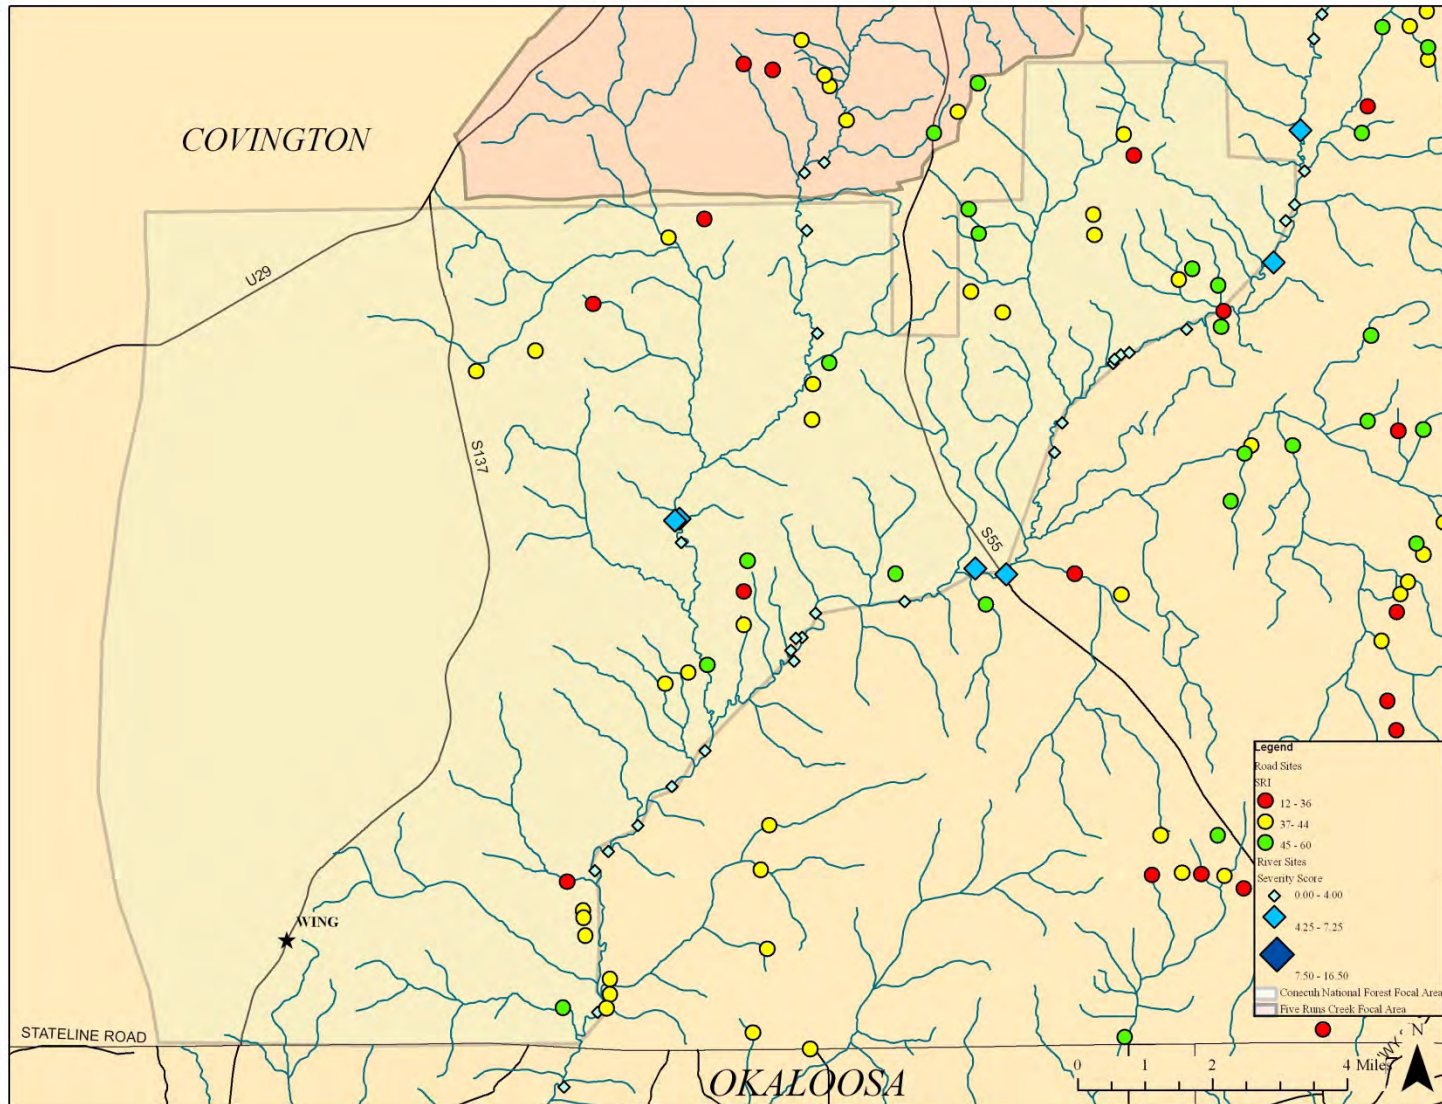 COVINGTON
U29
S137
S55
WING
STATELINE ROAD
OKALOOSA
Legend
Road Sites
SRI
12 - 36
37- 44
45 - 60
River Sites
Severity Score
0.00 - 4.00
4.25 - 7.25
7.50 - 16.50
Conecuh National Forest Focal Area
Five Runs Creek Focal Area
N
0 1 2 4 Miles